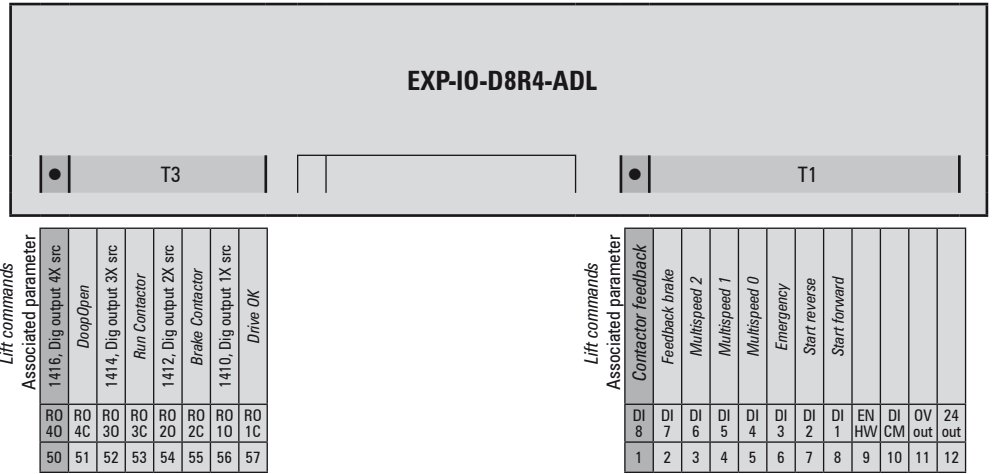 EXP-IO-D8R4-ADL
T3
T1
Lift commands
Associated parameter
1416, Dig output 4X src
DoopOpen
1414, Dig output 3X src
Run Contactor
1412, Dig output 2X src
Brake Contactor
1410, Dig output 1X src
Drive OK
RO RO RO RO RO RO RO RO
4O 4C 3O 3C 2O 2C 1O 1C
50 51 52 53 54 55 56 57
Lift commands
Associated parameter
Contactor feedback
Feedback brake
Multispeed 2
Multispeed 1
Multispeed 0
Emergency
Start reverse
Start forward
DI DI DI DI DI DI DI DI EN DI 0V 24
8 7 6 5 4 3 2 1 HW CM out out
1 2 3 4 5 6 7 8 9 10 11 12